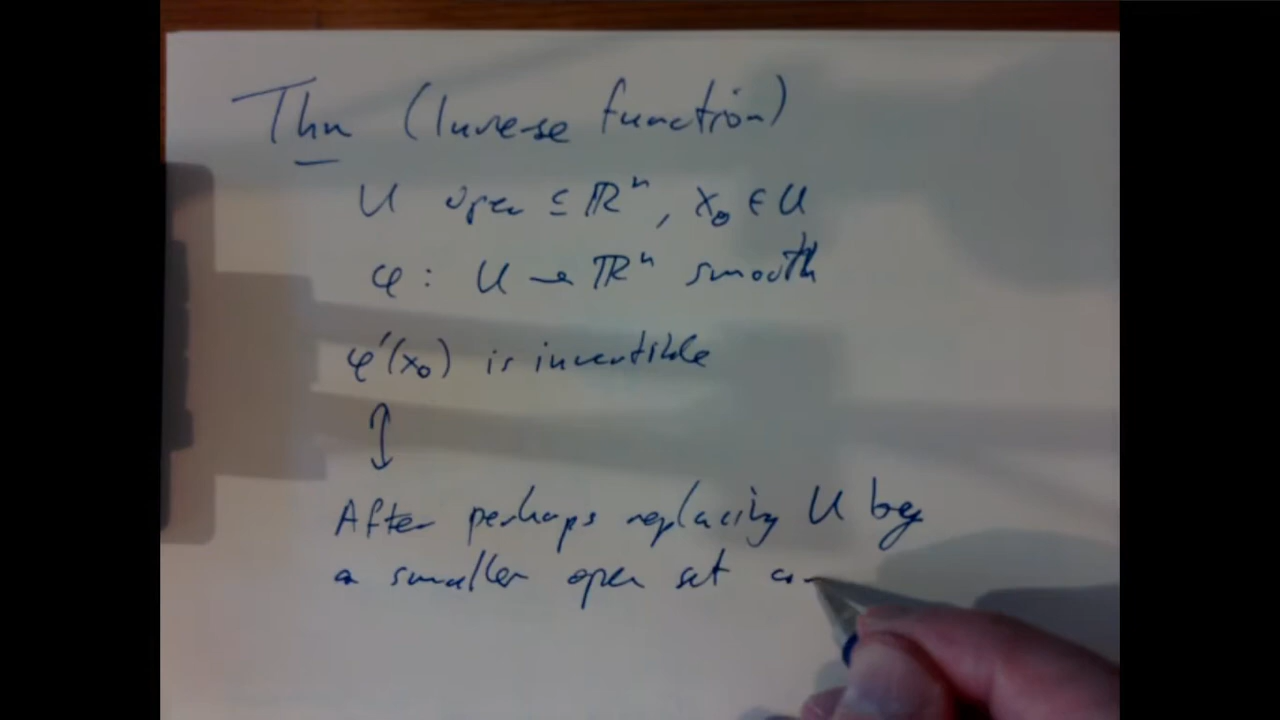 Thm (Inverse function)
U open ⊆ ℝⁿ, x₀ ∈ U
φ : U → ℝⁿ smooth
φ'(x₀) is invertible
↕
After perhaps replacing U by
a smaller open set